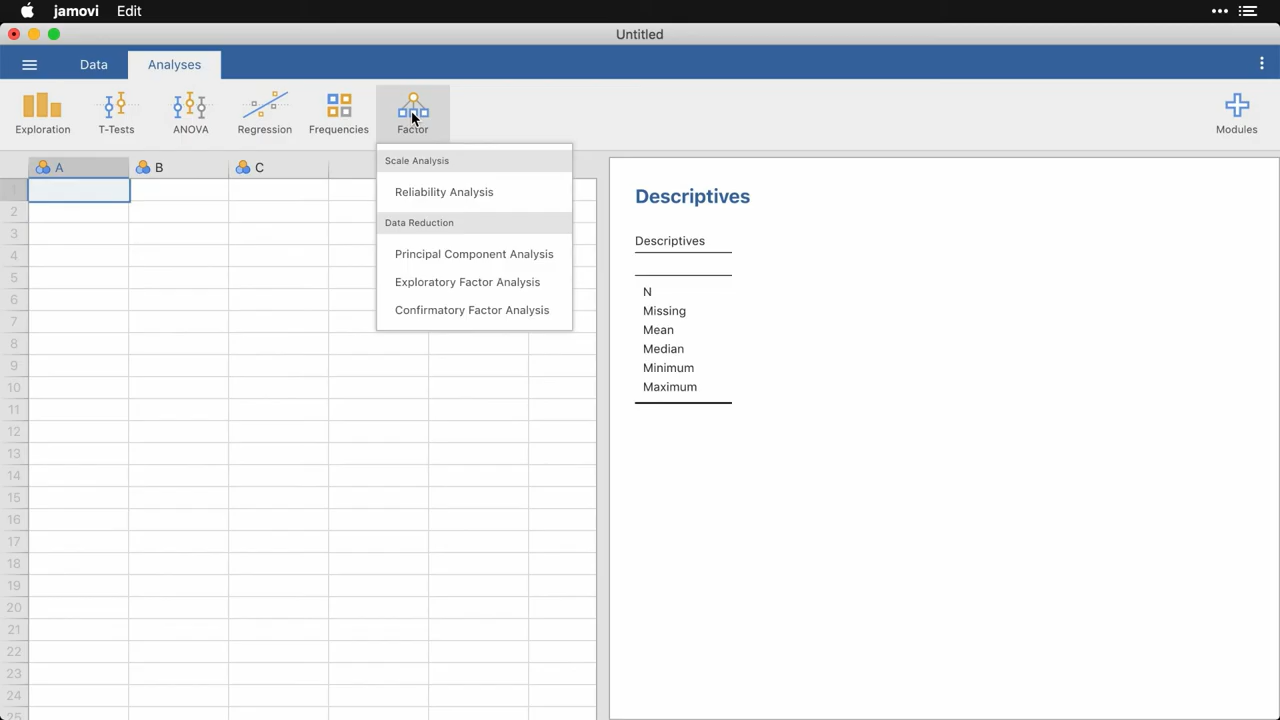 jamovi Edit
Untitled
Data Analyses
Exploration T-Tests ANOVA Regression Frequencies Factor Modules
A B C
Scale Analysis
Reliability Analysis
Data Reduction
Principal Component Analysis
Exploratory Factor Analysis
Confirmatory Factor Analysis
1
2
3
4
5
6
7
8
9
10
11
12
13
14
15
16
17
18
19
20
21
22
23
24
25
Descriptives
Descriptives
N
Missing
Mean
Median
Minimum
Maximum